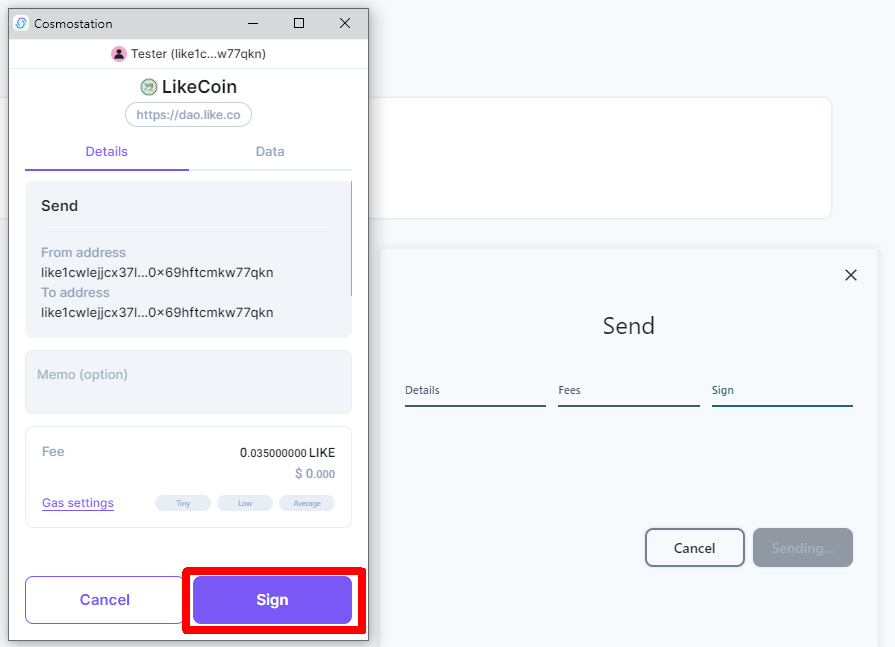 Cosmostation
Tester (like1c...w77qkn)
LikeCoin
https://dao.like.co
Details
Data
Send
From address
like1cwlejjcx37l...0×69hftcmkw77qkn
To address
like1cwlejjcx37l...0×69hftcmkw77qkn
Memo (option)
Fee
0.035000000 LIKE
$ 0.000
Gas settings
Tiny
Low
Average
Cancel
Sign
Send
Details
Fees
Sign
Cancel
Sending...